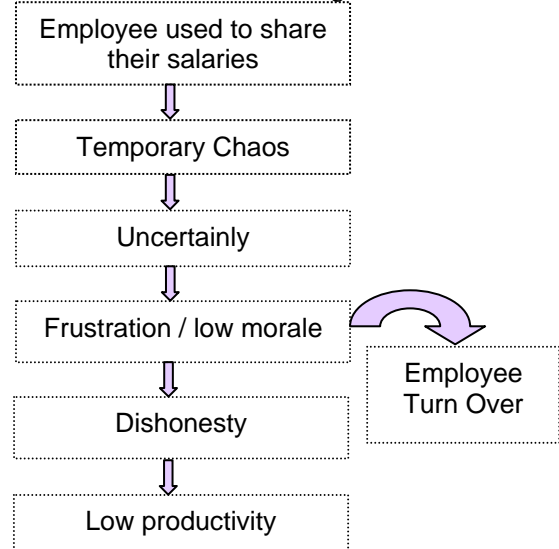 Employee used to share
their salaries
Temporary Chaos
Uncertainly
Frustration / low morale
Employee
Turn Over
Dishonesty
Low productivity